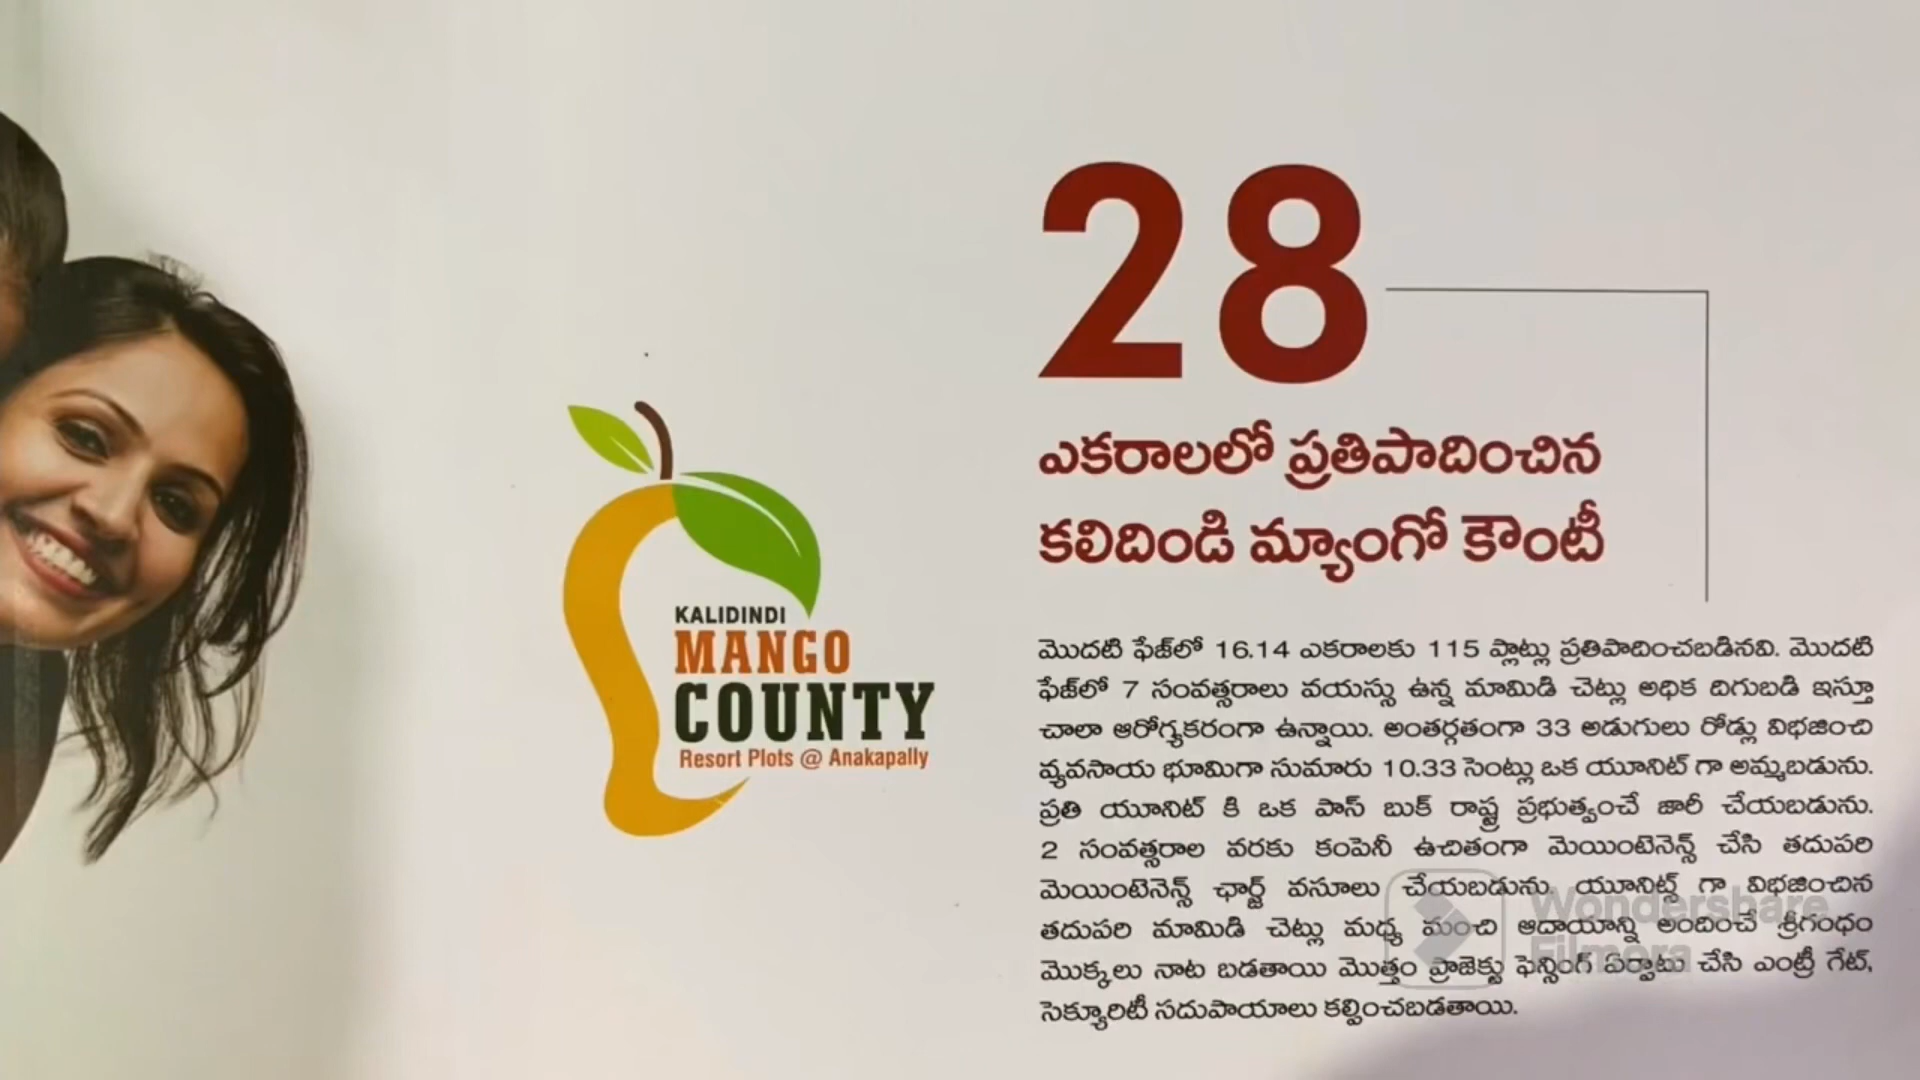 KALIDINDI
MANGO
COUNTY
Resort Plots @ Anakapally
28
ఎకరాలలో ప్రతిపాదించిన
కలిదిండి మ్యాంగో కౌంటీ
మొదటి ఫేజ్‌లో 16.14 ఎకరాలకు 115 ప్లాట్లు ప్రతిపాదించబడినవి. మొదటి
ఫేజ్‌లో 7 సంవత్సరాలు వయస్సు ఉన్న మామిడి చెట్లు అధిక దిగుబడి ఇస్తూ
చాలా ఆరోగ్యకరంగా ఉన్నాయి. అంతర్గతంగా 33 అడుగులు రోడ్లు విభజించి
వ్యవసాయ భూమిగా సుమారు 10.33 సెంట్లు ఒక యూనిట్ గా అమ్మబడును.
ప్రతి యూనిట్ కి ఒక పాస్ బుక్ రాష్ట్ర ప్రభుత్వంచే జారీ చేయబడును.
2 సంవత్సరాల వరకు కంపెనీ ఉచితంగా మెయింటెనెన్స్ చేసి తదుపరి
మెయింటెనెన్స్ ఛార్జ్ వసూలు చేయబడును. యూనిట్స్ గా విభజించిన
తదుపరి మామిడి చెట్లు మధ్య మంచి ఆదాయాన్ని అందించే శ్రీగంధం
మొక్కలు నాట బడతాయి మొత్తం ప్రాజెక్టు ఫెన్సింగ్ ఏర్పాటు చేసి ఎంట్రీ గేట్,
సెక్యూరిటీ సదుపాయాలు కల్పించబడతాయి.
Wondershare
Filmora